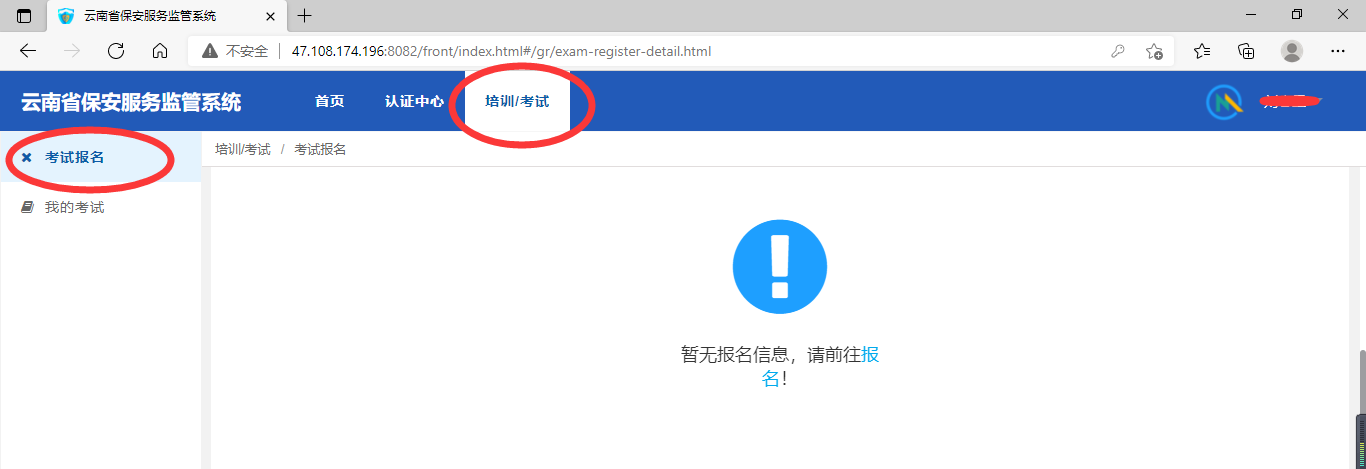 云南省保安服务监管系统
不安全
47.108.174.196:8082/front/index.html#/gr/exam-register-detail.html
云南省保安服务监管系统
首页
认证中心
培训/考试
考试报名
培训/考试 / 考试报名
我的考试
暂无报名信息，请前往报
名！